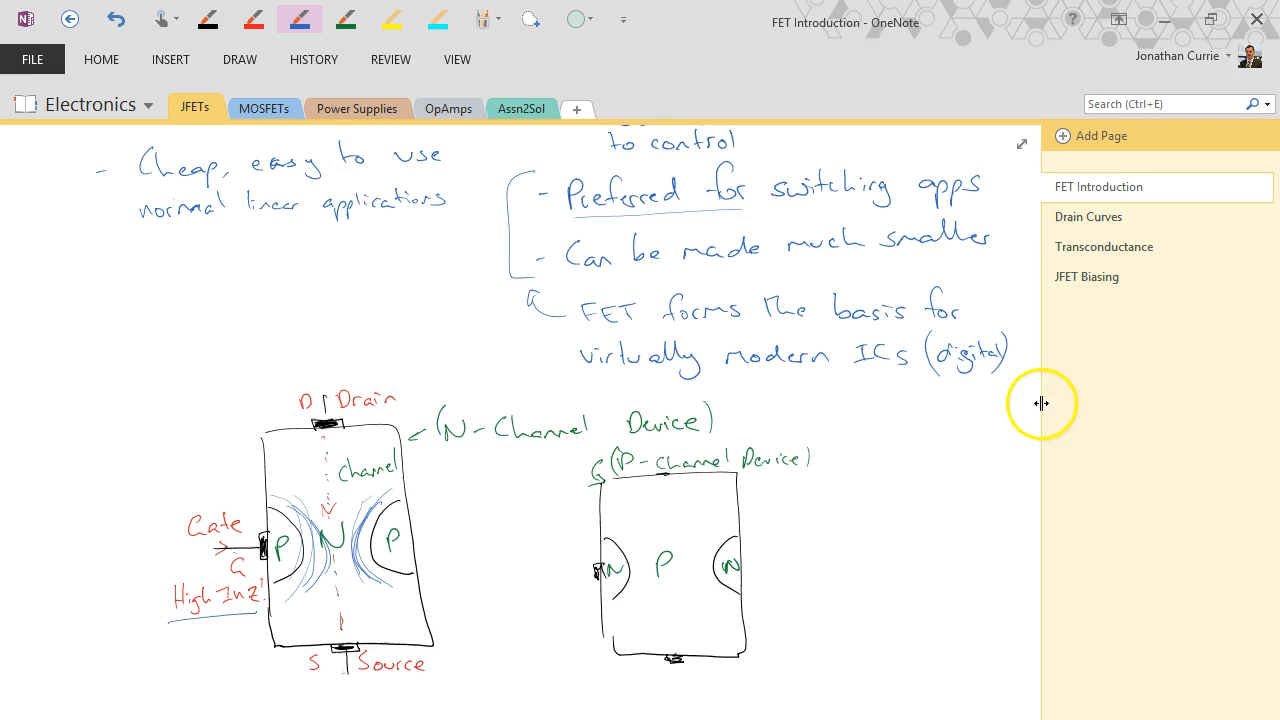 FET Introduction - OneNote
?
FILE
HOME
INSERT
DRAW
HISTORY
REVIEW
VIEW
Jonathan Currie
Electronics
JFETs
MOSFETs
Power Supplies
OpAmps
Assn2Sol
+
Search (Ctrl+E)
Add Page
FET Introduction
Drain Curves
Transconductance
JFET Biasing
- Cheap, easy to use
normal linear applications
to control
- Preferred for switching apps
- Can be made much smaller
FET forms the basis for
virtually modern ICs (digital)
D Drain
(N-Channel Device)
channel
Gate
G
High In Z!
P
N
P
S Source
(P-channel Device)
N
P
N